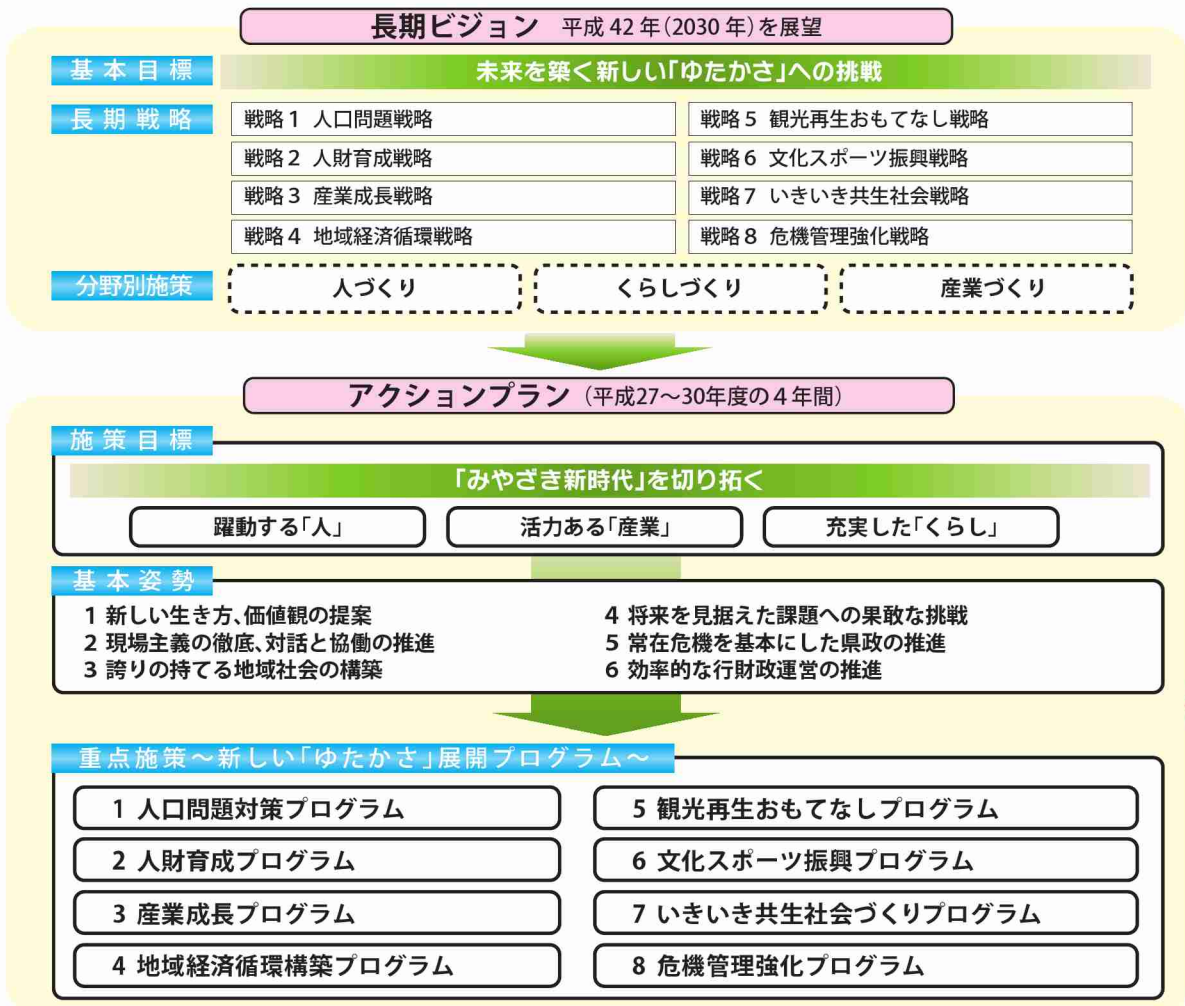 長期ビジョン 平成42年(2030年)を展望
基本目標
未来を築く新しい「ゆたかさ」への挑戦
長期戦略
戦略1 人口問題戦略
戦略2 人財育成戦略
戦略3 産業成長戦略
戦略4 地域経済循環戦略
戦略5 観光再生おもてなし戦略
戦略6 文化スポーツ振興戦略
戦略7 いきいき共生社会戦略
戦略8 危機管理強化戦略
分野別施策
人づくり
くらしづくり
産業づくり
アクションプラン (平成27～30年度の4年間)
施策目標
「みやざき新時代」を切り拓く
躍動する「人」
活力ある「産業」
充実した「くらし」
基本姿勢
1 新しい生き方、価値観の提案
2 現場主義の徹底、対話と協働の推進
3 誇りの持てる地域社会の構築
4 将来を見据えた課題への果敢な挑戦
5 常在危機を基本にした県政の推進
6 効率的な行財政運営の推進
重点施策～新しい「ゆたかさ」展開プログラム～
1 人口問題対策プログラム
2 人財育成プログラム
3 産業成長プログラム
4 地域経済循環構築プログラム
5 観光再生おもてなしプログラム
6 文化スポーツ振興プログラム
7 いきいき共生社会づくりプログラム
8 危機管理強化プログラム